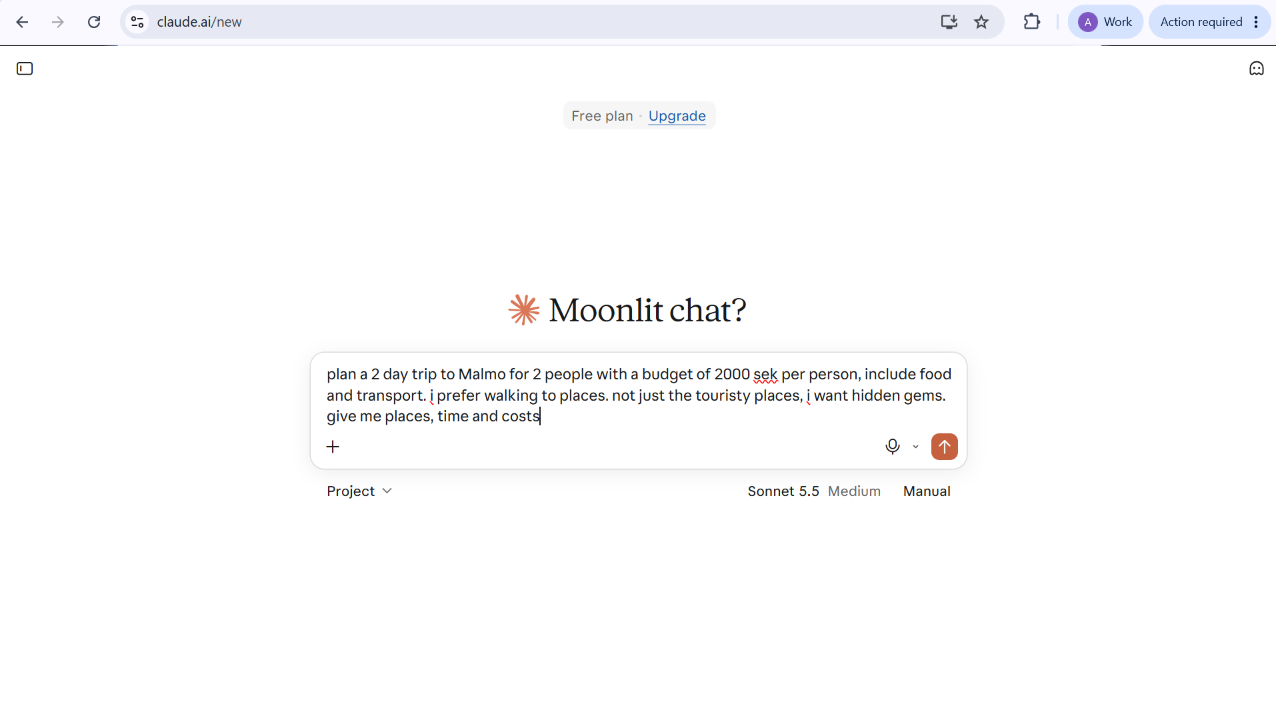 claude.ai/new
A Work
Action required
Free plan · Upgrade
Moonlit chat?
plan a 2 day trip to Malmo for 2 people with a budget of 2000 sek per person, include food
and transport. i prefer walking to places. not just the touristy places, i want hidden gems.
give me places, time and costs
Project
Sonnet 5.5 Medium Manual